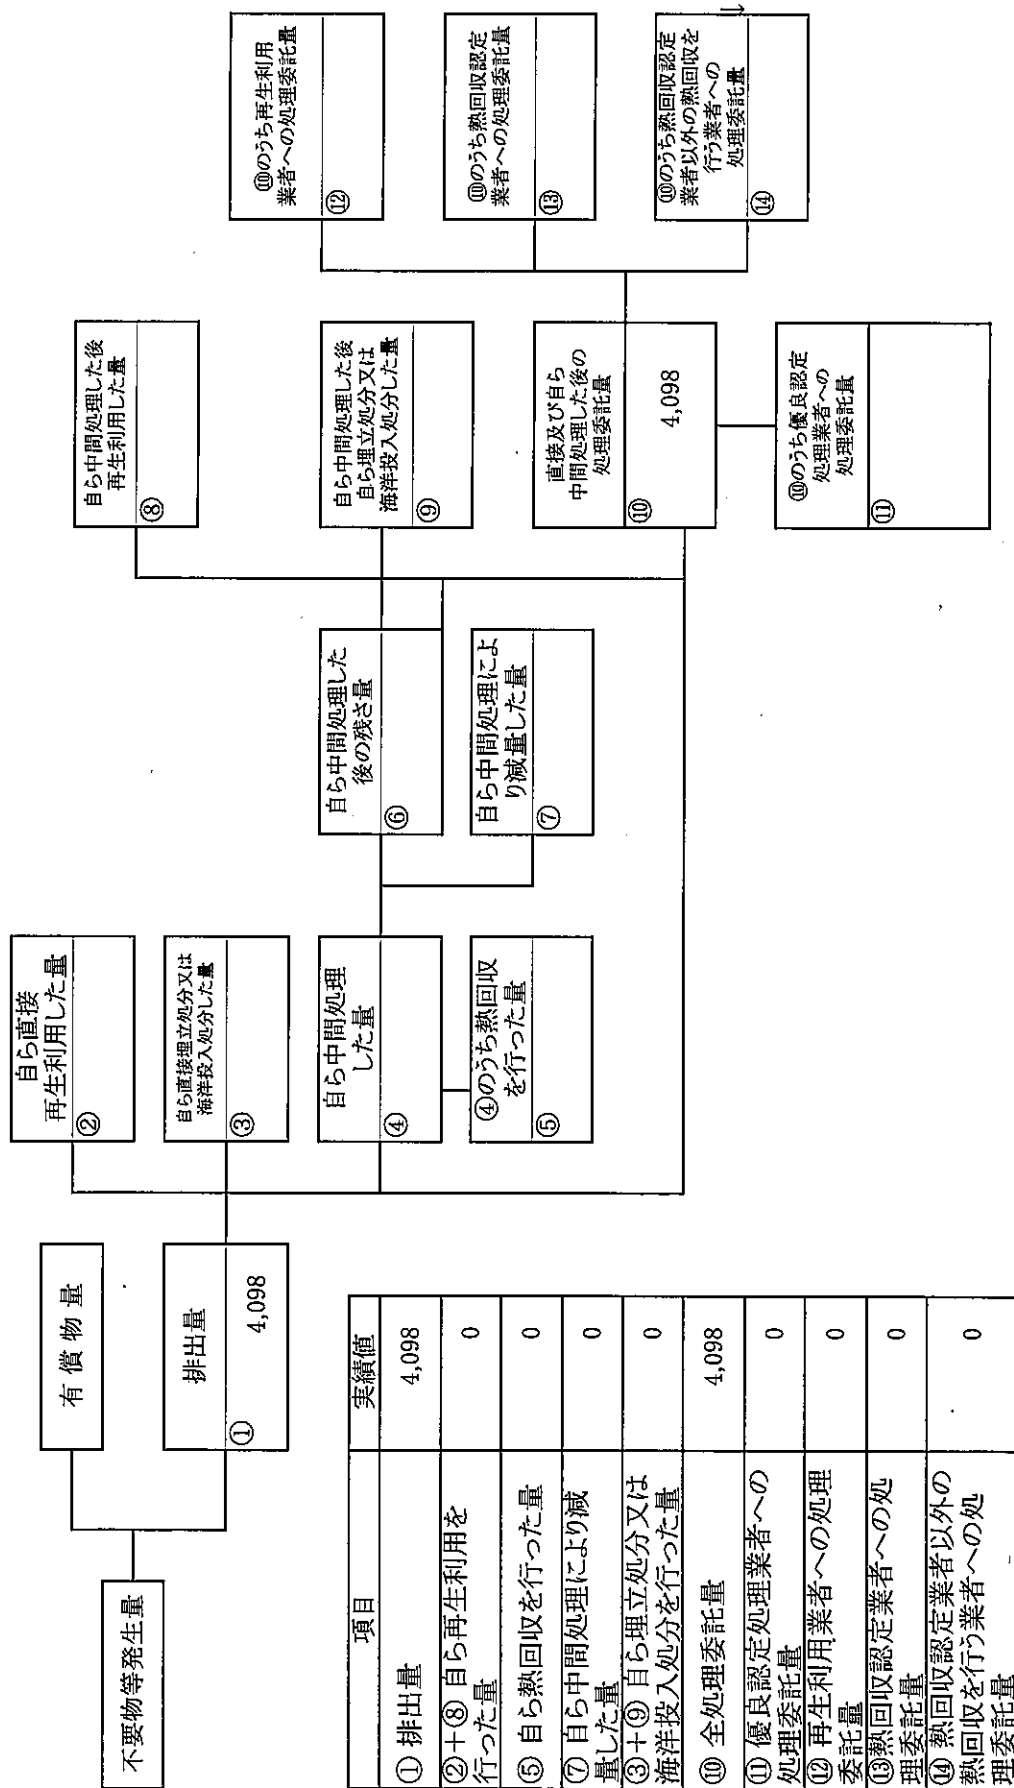 不要物等発生量
有償物量
排出量
①
4,098
自ら直接
再生利用した量
②
自ら直接埋立処分又は
海洋投入処分した量
③
自ら中間処理
した量
④
④のうち熱回収
を行った量
⑤
自ら中間処理した
後の残さ量
⑥
自ら中間処理によ
り減量した量
⑦
自ら中間処理した後
再生利用した量
⑧
自ら中間処理した後
自ら埋立処分又は
海洋投入処分した量
⑨
直接及び自ら
中間処理した後の
処理委託量
⑩
4,098
⑩のうち優良認定
処理業者への
処理委託量
⑪
⑩のうち再生利用
業者への処理委託量
⑫
⑩のうち熱回収認定
業者への処理委託量
⑬
⑩のうち熱回収認定
業者以外の熱回収を
行う業者への
処理委託量
⑭
項目 実績値
① 排出量 4,098
②+⑧ 自ら再生利用を
行った量 0
⑤ 自ら熱回収を行った量 0
⑦ 自ら中間処理により減
量した量 0
③+⑨ 自ら埋立処分又は
海洋投入処分を行った量 0
⑩ 全処理委託量 4,098
⑪ 優良認定処理業者への
処理委託量 0
⑫ 再生利用業者への処理
委託量 0
⑬熱回収認定業者への処
理委託量 0
⑭ 熱回収認定業者以外の
熱回収を行う業者への処
理委託量 0